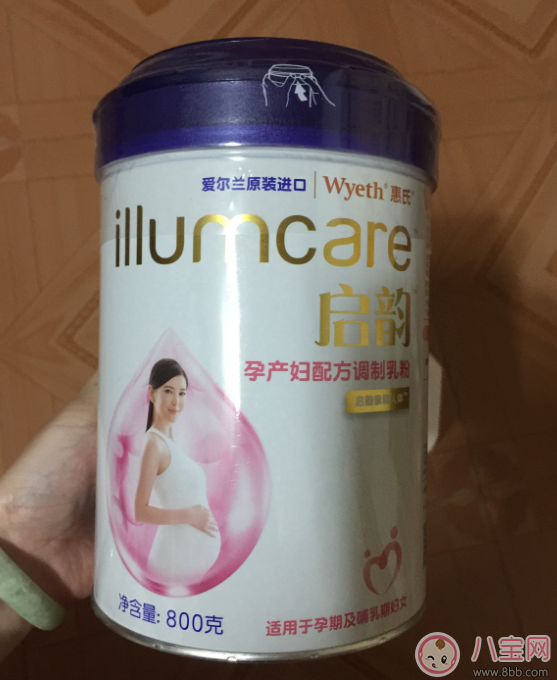 爱尔兰原装进口 | Wyeth® 惠氏®
illumcare
启韵
孕产妇配方调制乳粉
净含量: 800克
适用于孕期及哺乳期妇女
八宝网
www.8bb.com